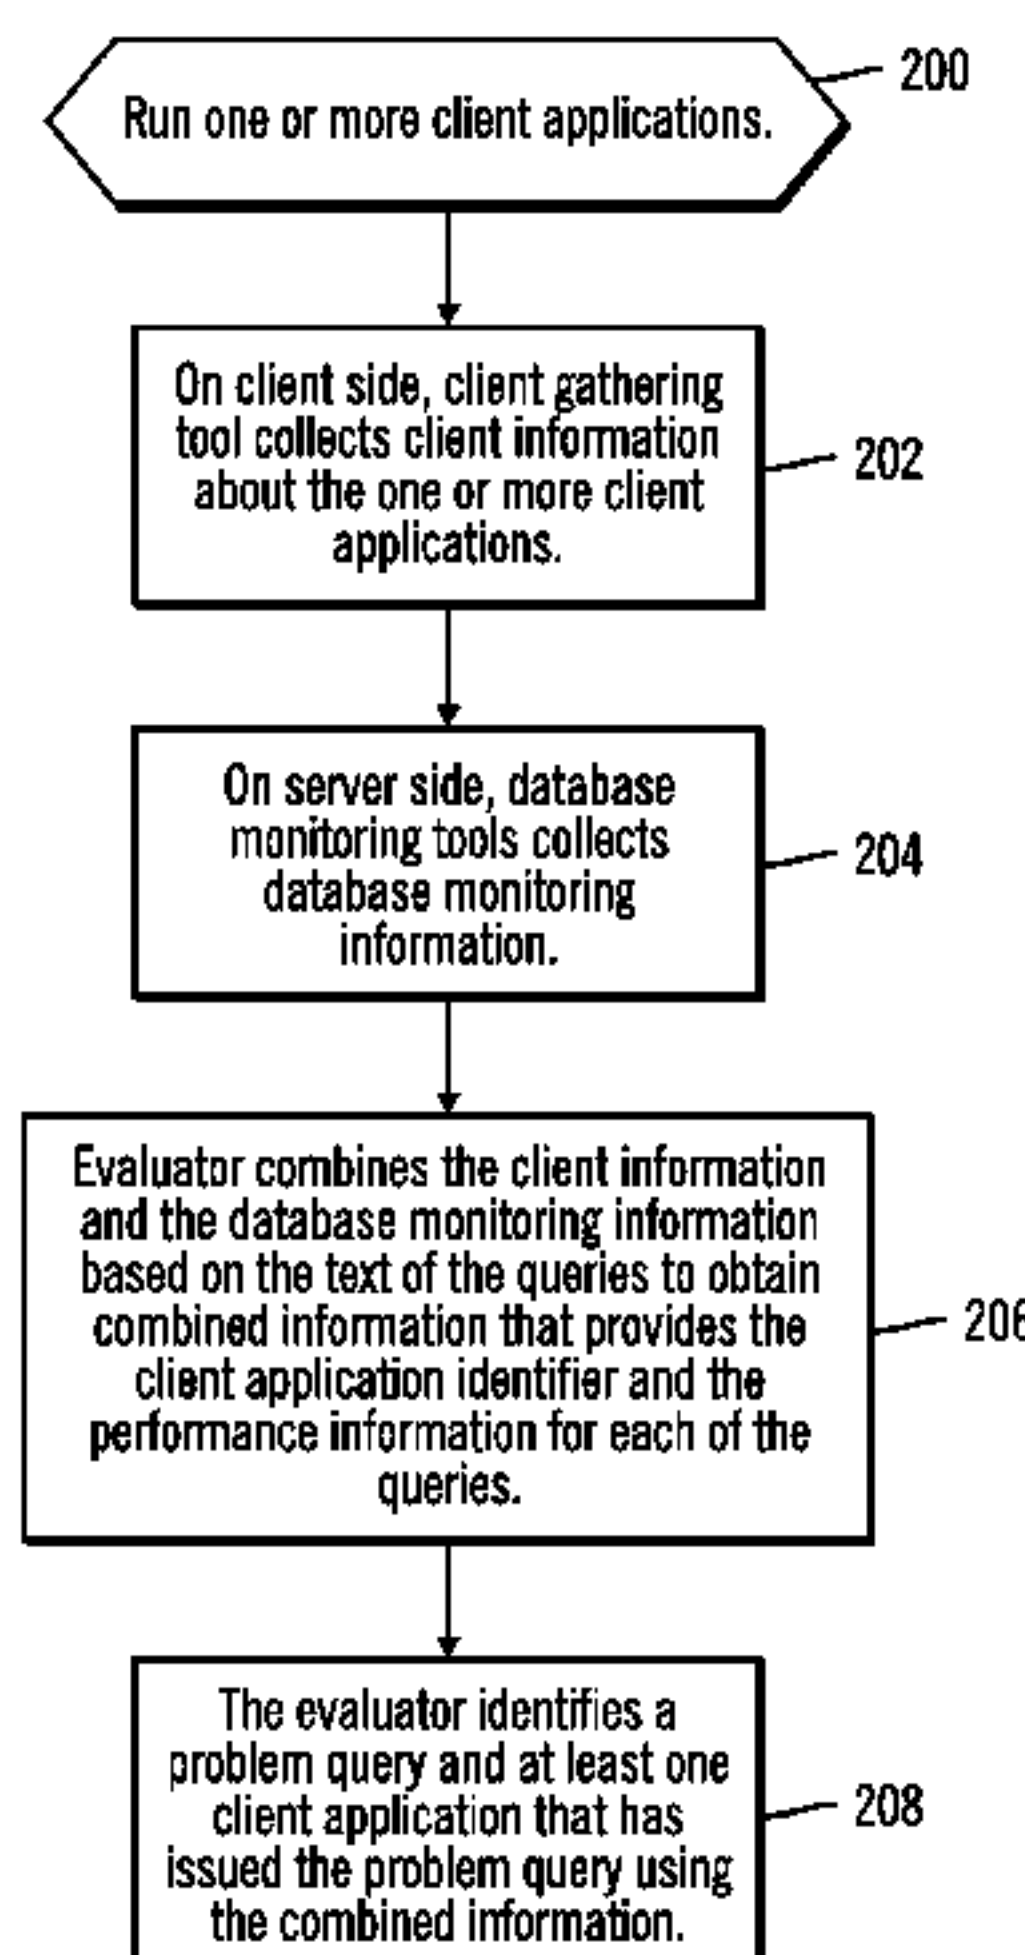 Run one or more client applications.
200
On client side, client gathering
tool collects client information
about the one or more client
applications.
202
On server side, database
monitoring tools collects
database monitoring
information.
204
Evaluator combines the client information
and the database monitoring information
based on the text of the queries to obtain
combined information that provides the
client application identifier and the
performance information for each of the
queries.
206
The evaluator identifies a
problem query and at least one
client application that has
issued the problem query using
the combined information.
208